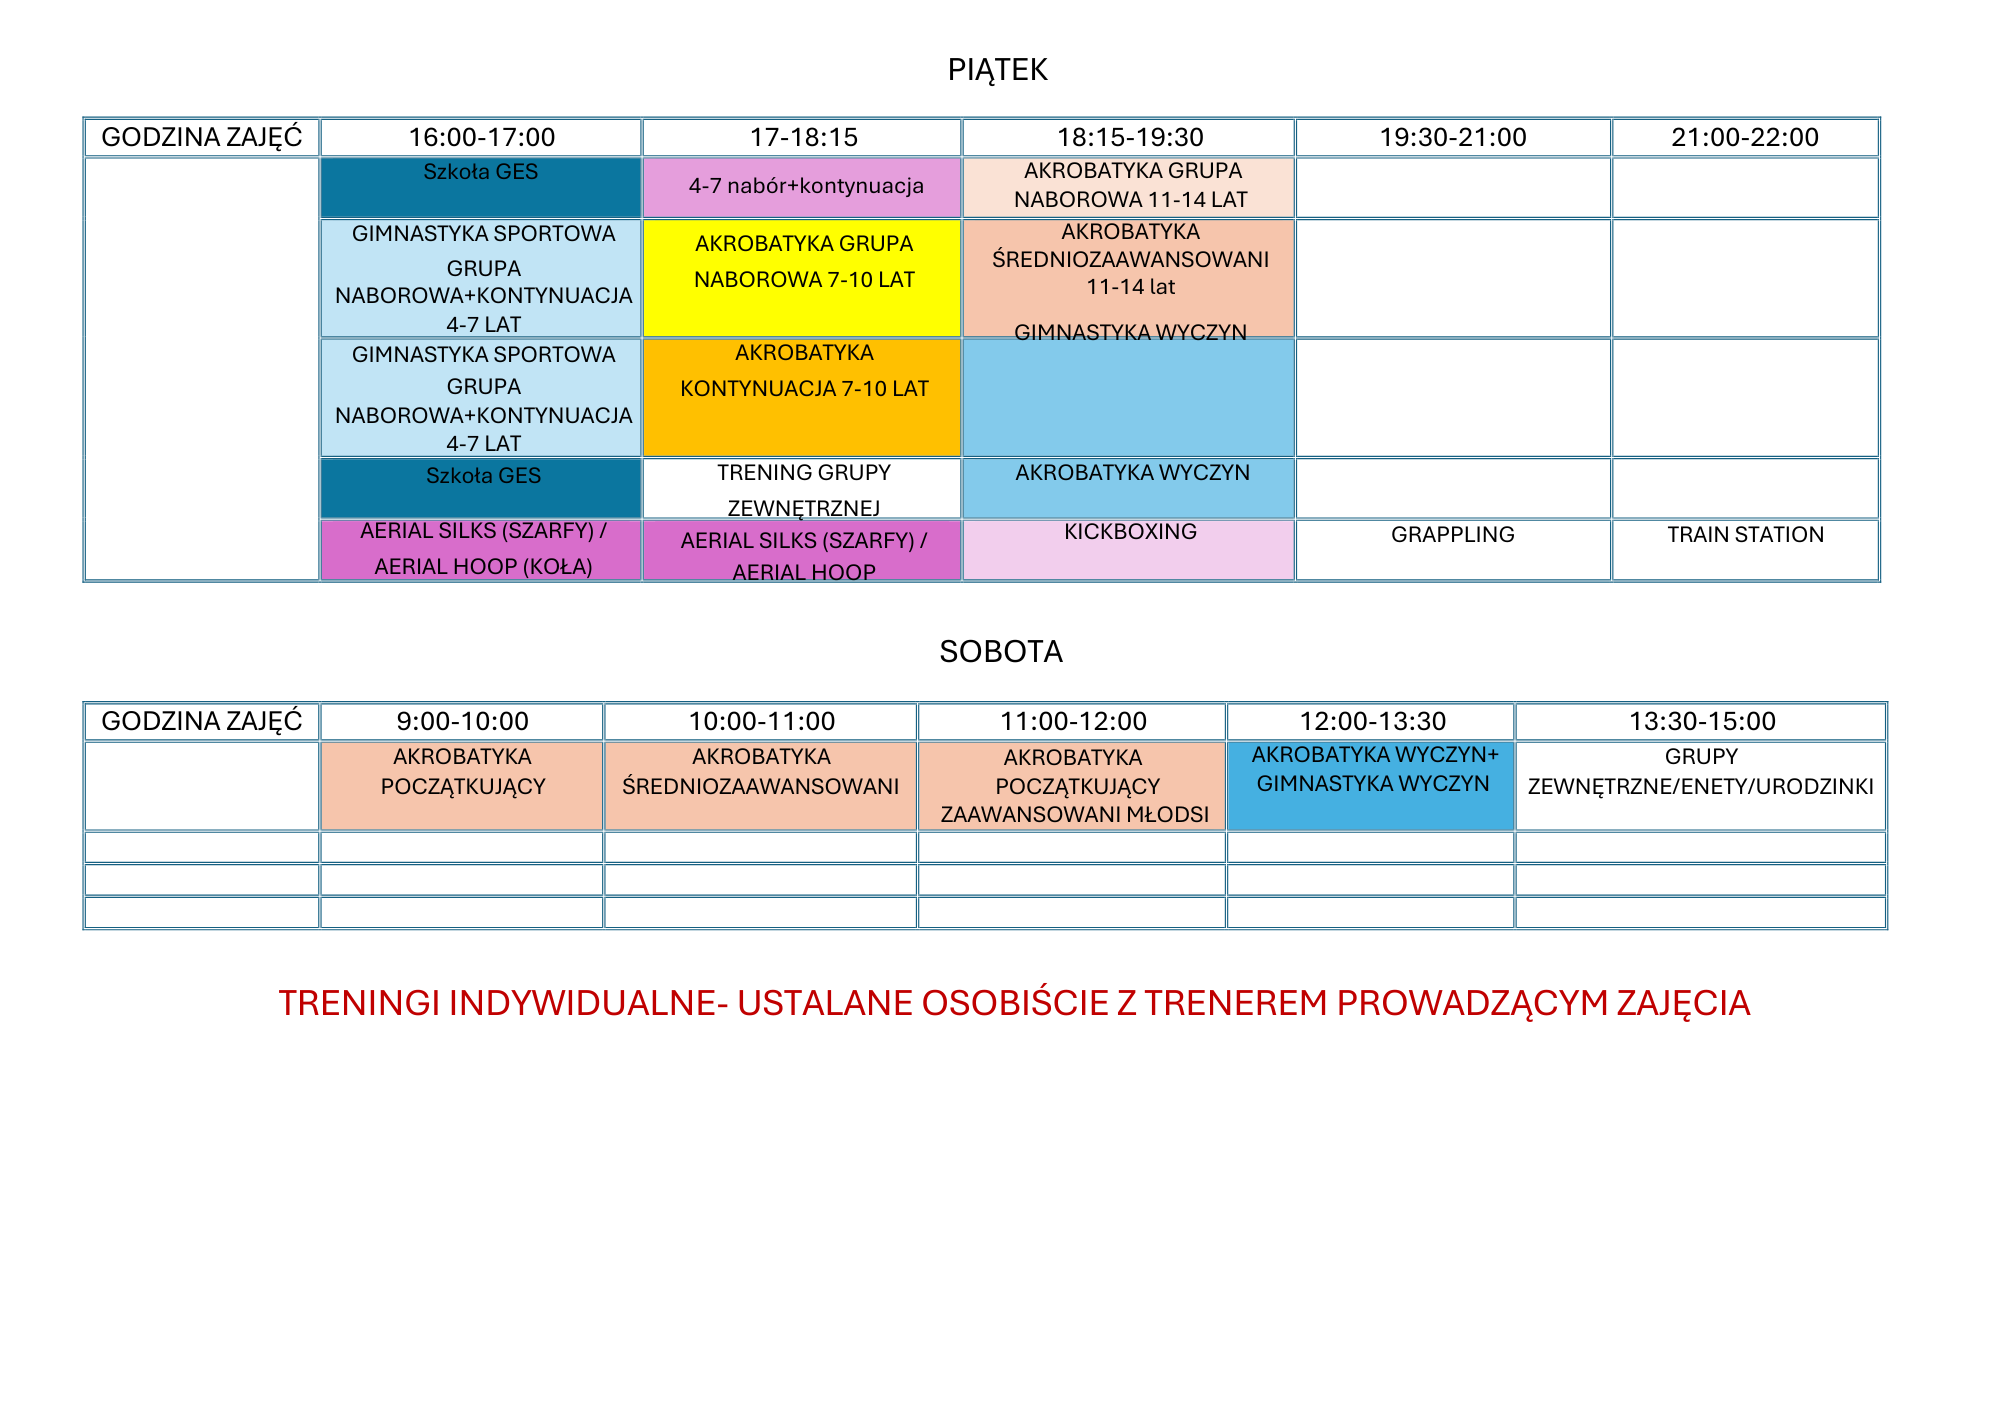 PIĄTEK
GODZINA ZAJĘĆ 16:00-17:00 17-18:15 18:15-19:30 19:30-21:00 21:00-22:00
Szkoła GES
4-7 nabór+kontynuacja
AKROBATYKA GRUPA
NABOROWA 11-14 LAT
GIMNASTYKA SPORTOWA
GRUPA
NABOROWA+KONTYNUACJA
4-7 LAT
AKROBATYKA GRUPA
NABOROWA 7-10 LAT
AKROBATYKA
ŚREDNIOZAAWANSOWANI
11-14 lat
GIMNASTYKA WYCZYN
GIMNASTYKA SPORTOWA
GRUPA
NABOROWA+KONTYNUACJA
4-7 LAT
AKROBATYKA
KONTYNUACJA 7-10 LAT
Szkoła GES
TRENING GRUPY
ZEWNĘTRZNEJ
AKROBATYKA WYCZYN
AERIAL SILKS (SZARFY) /
AERIAL HOOP (KOŁA)
AERIAL SILKS (SZARFY) /
AERIAL HOOP
KICKBOXING
GRAPPLING
TRAIN STATION
SOBOTA
GODZINA ZAJĘĆ 9:00-10:00 10:00-11:00 11:00-12:00 12:00-13:30 13:30-15:00
AKROBATYKA
POCZĄTKUJĄCY
AKROBATYKA
ŚREDNIOZAAWANSOWANI
AKROBATYKA
POCZĄTKUJĄCY
ZAAWANSOWANI MŁODSI
AKROBATYKA WYCZYN+
GIMNASTYKA WYCZYN
GRUPY
ZEWNĘTRZNE/ENETY/URODZINKI
TRENINGI INDYWIDUALNE- USTALANE OSOBIŚCIE Z TRENEREM PROWADZĄCYM ZAJĘCIA